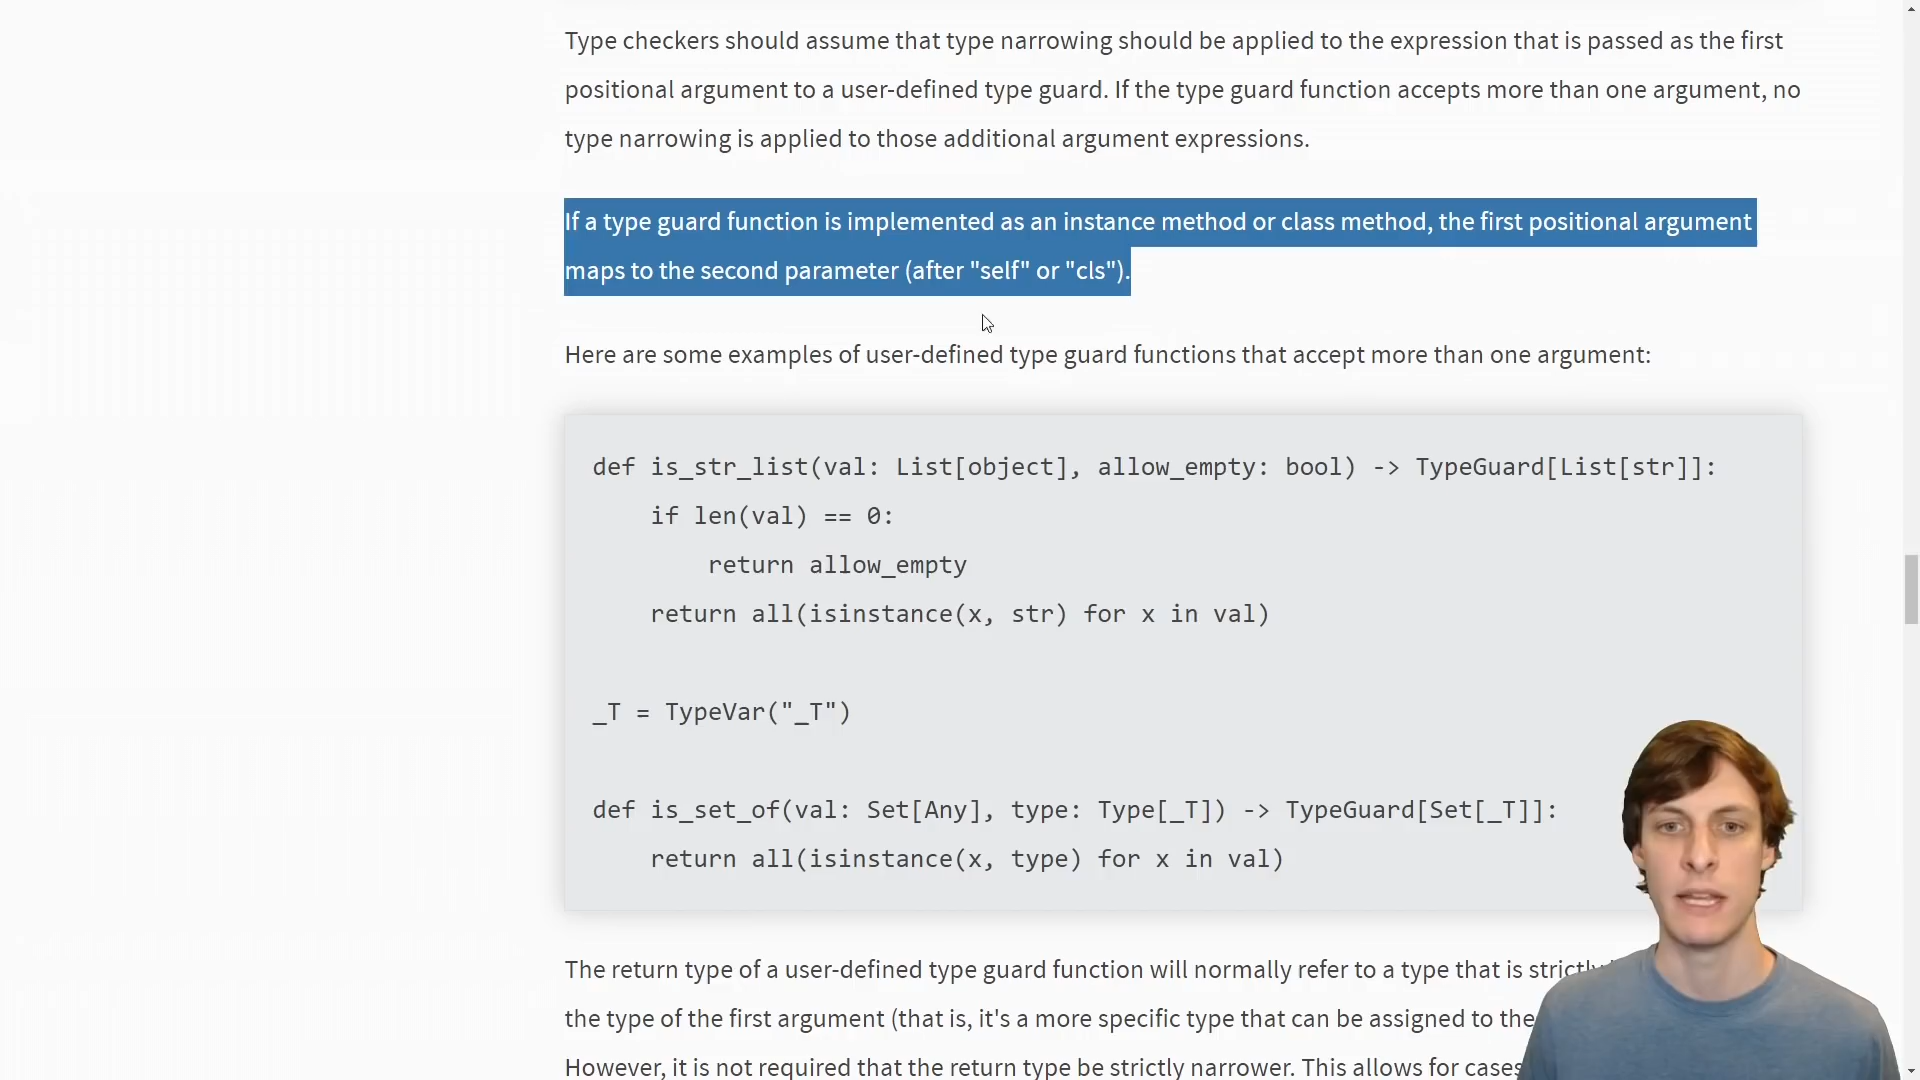 Type checkers should assume that type narrowing should be applied to the expression that is passed as the first
positional argument to a user-defined type guard. If the type guard function accepts more than one argument, no
type narrowing is applied to those additional argument expressions.
If a type guard function is implemented as an instance method or class method, the first positional argument
maps to the second parameter (after "self" or "cls").
Here are some examples of user-defined type guard functions that accept more than one argument:
def is_str_list(val: List[object], allow_empty: bool) -> TypeGuard[List[str]]:
    if len(val) == 0:
        return allow_empty
    return all(isinstance(x, str) for x in val)
_T = TypeVar("_T")
def is_set_of(val: Set[Any], type: Type[_T]) -> TypeGuard[Set[_T]]:
    return all(isinstance(x, type) for x in val)
The return type of a user-defined type guard function will normally refer to a type that is strictly
the type of the first argument (that is, it's a more specific type that can be assigned to the
However, it is not required that the return type be strictly narrower. This allows for cases